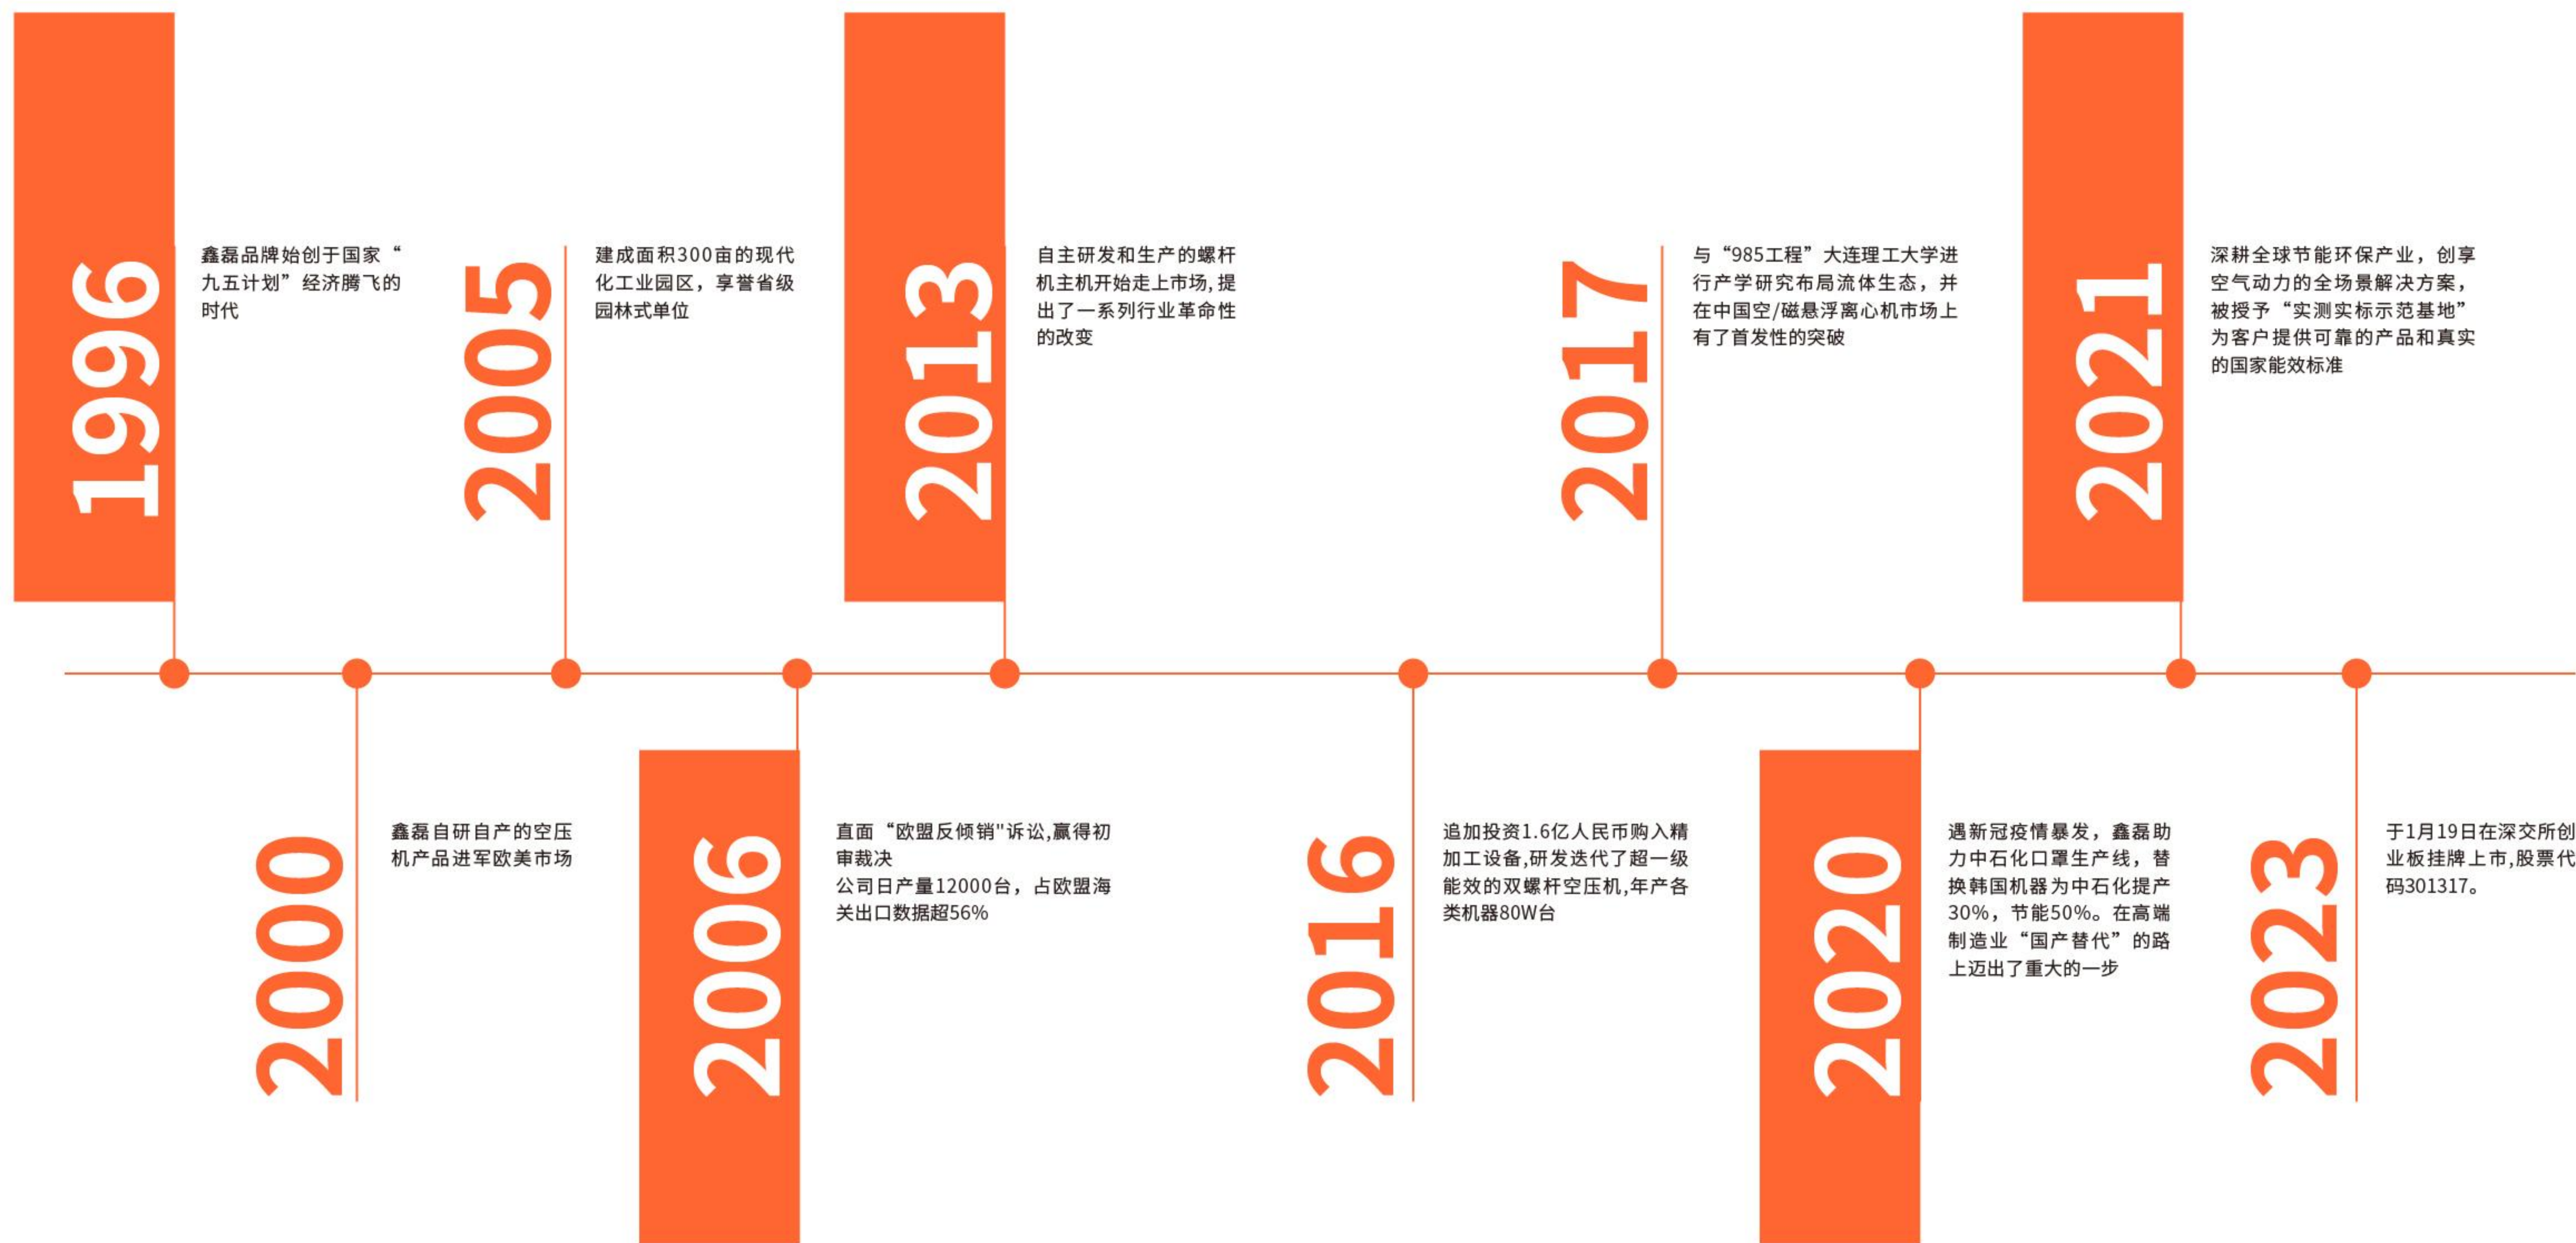 1996
鑫磊品牌始创于国家“
九五计划”经济腾飞的
时代
2000
鑫磊自研自产的空压
机产品进军欧美市场
2005
建成面积300亩的现代
化工业园区，享誉省级
园林式单位
2006
直面“欧盟反倾销"诉讼,赢得初
审裁决
公司日产量12000台，占欧盟海
关出口数据超56%
2013
自主研发和生产的螺杆
机主机开始走上市场,提
出了一系列行业革命性
的改变
2016
追加投资1.6亿人民币购入精
加工设备,研发迭代了超一级
能效的双螺杆空压机,年产各
类机器80W台
2017
与“985工程”大连理工大学进
行产学研究布局流体生态，并
在中国空/磁悬浮离心机市场上
有了首发性的突破
2020
遇新冠疫情暴发，鑫磊助
力中石化口罩生产线，替
换韩国机器为中石化提产
30%，节能50%。在高端
制造业“国产替代”的路
上迈出了重大的一步
2021
深耕全球节能环保产业，创享
空气动力的全场景解决方案，
被授予“实测实标示范基地”
为客户提供可靠的产品和真实
的国家能效标准
2023
于1月19日在深交所创
业板挂牌上市,股票代
码301317。